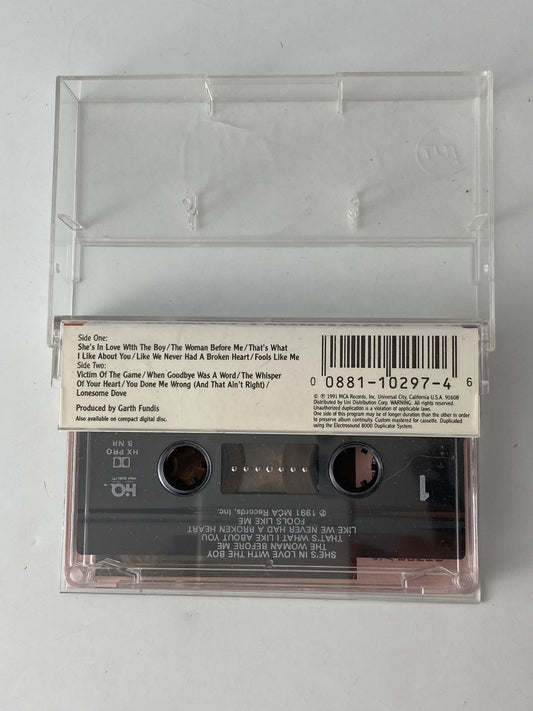 Side One:
She's In Love With The Boy/The Woman Before Me/That's What
I Like About You/Like We Never Had A Broken Heart/Fools Like Me
Side Two:
Victim Of The Game/When Goodbye Was A Word/The Whisper
Of Your Heart/You Done Me Wrong (And That Ain't Right)/
Lonesome Dove
Produced by Garth Fundis
Also available on compact digital disc.
0 0881-10297-4 6
℗ © 1991 MCA Records, Inc. Universal City, California U.S.A. 91608
Distributed by Uni Distribution Corp. WARNING. All rights reserved.
Unauthorized duplication is a violation of applicable laws.
One side of this program may be of longer duration than the other in order
to preserve album continuity. Custom mastered for cassette. Duplicated
using the Electrosound 8000 Duplicator System.
1
SHE'S IN LOVE WITH THE BOY
THE WOMAN BEFORE ME
THAT'S WHAT I LIKE ABOUT YOU
LIKE WE NEVER HAD A BROKEN HEART
FOOLS LIKE ME
℗ 1991 MCA Records, Inc.
HQ
HX PRO
B NR